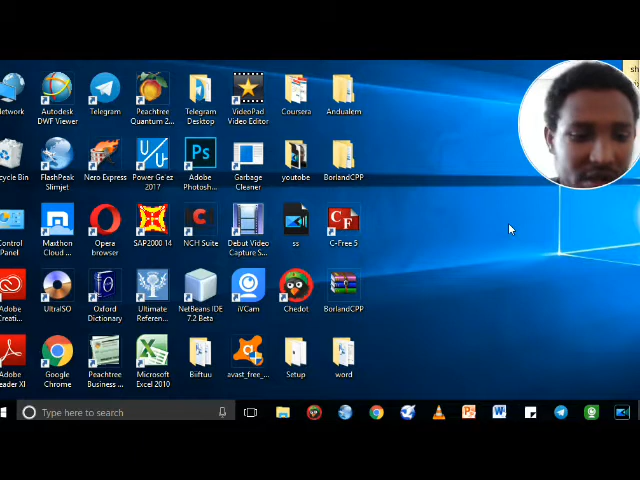 sh
Network
Autodesk
DWF Viewer
Telegram
Peachtree
Quantum 2...
Telegram
Desktop
VideoPad
Video Editor
Coursera
Andualem
cycle Bin
FlashPeak
Slimjet
Nero Express
Power Ge'ez
2017
Adobe
Photosh...
Garbage
Cleaner
youtobe
BorlandCPP
Control
Panel
Maxthon
Cloud ...
Opera
browser
SAP2000 14
NCH Suite
Debut Video
Capture S...
ss
C-Free 5
Adobe
Creati...
UltraISO
Oxford
Dictionary
Ultimate
Referen...
NetBeans IDE
7.2 Beta
iVCam
Chedot
BorlandCPP
Adobe
eader XI
Google
Chrome
Peachtree
Business ...
Microsoft
Excel 2010
Biiftuu
avast_free_...
Setup
word
Type here to search